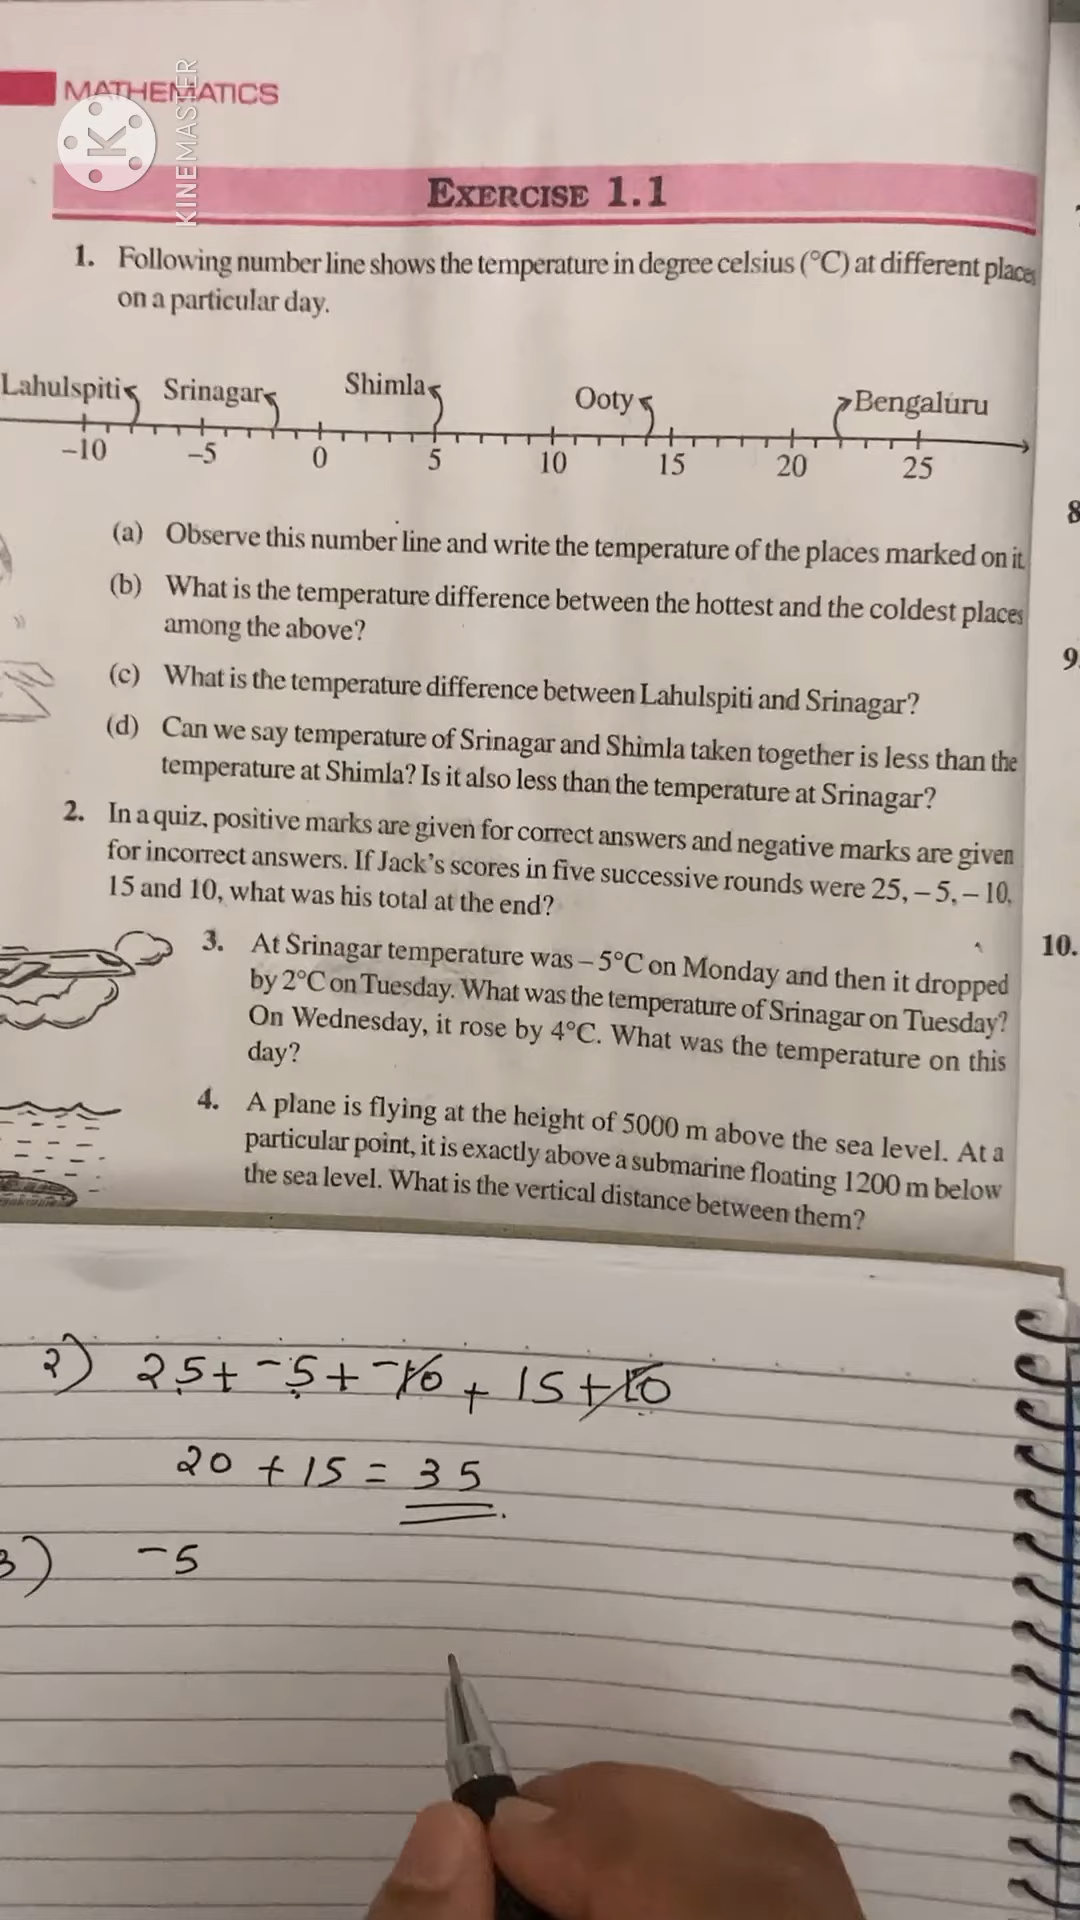 MATHEMATICS
KINEMASTER
EXERCISE 1.1
1. Following number line shows the temperature in degree celsius (°C) at different places
on a particular day.
Lahulspiti Srinagar Shimla Ooty Bengaluru
–10 –5 0 5 10 15 20 25
(a) Observe this number line and write the temperature of the places marked on it.
(b) What is the temperature difference between the hottest and the coldest places
among the above?
(c) What is the temperature difference between Lahulspiti and Srinagar?
(d) Can we say temperature of Srinagar and Shimla taken together is less than the
temperature at Shimla? Is it also less than the temperature at Srinagar?
2. In a quiz, positive marks are given for correct answers and negative marks are given
for incorrect answers. If Jack's scores in five successive rounds were 25, – 5, – 10,
15 and 10, what was his total at the end?
3. At Srinagar temperature was – 5°C on Monday and then it dropped
by 2°C on Tuesday. What was the temperature of Srinagar on Tuesday?
On Wednesday, it rose by 4°C. What was the temperature on this
day?
4. A plane is flying at the height of 5000 m above the sea level. At a
particular point, it is exactly above a submarine floating 1200 m below
the sea level. What is the vertical distance between them?
8
9.
10.
2) 25 + -5 + -10 + 15 + 10
20 + 15 = 35
3) -5